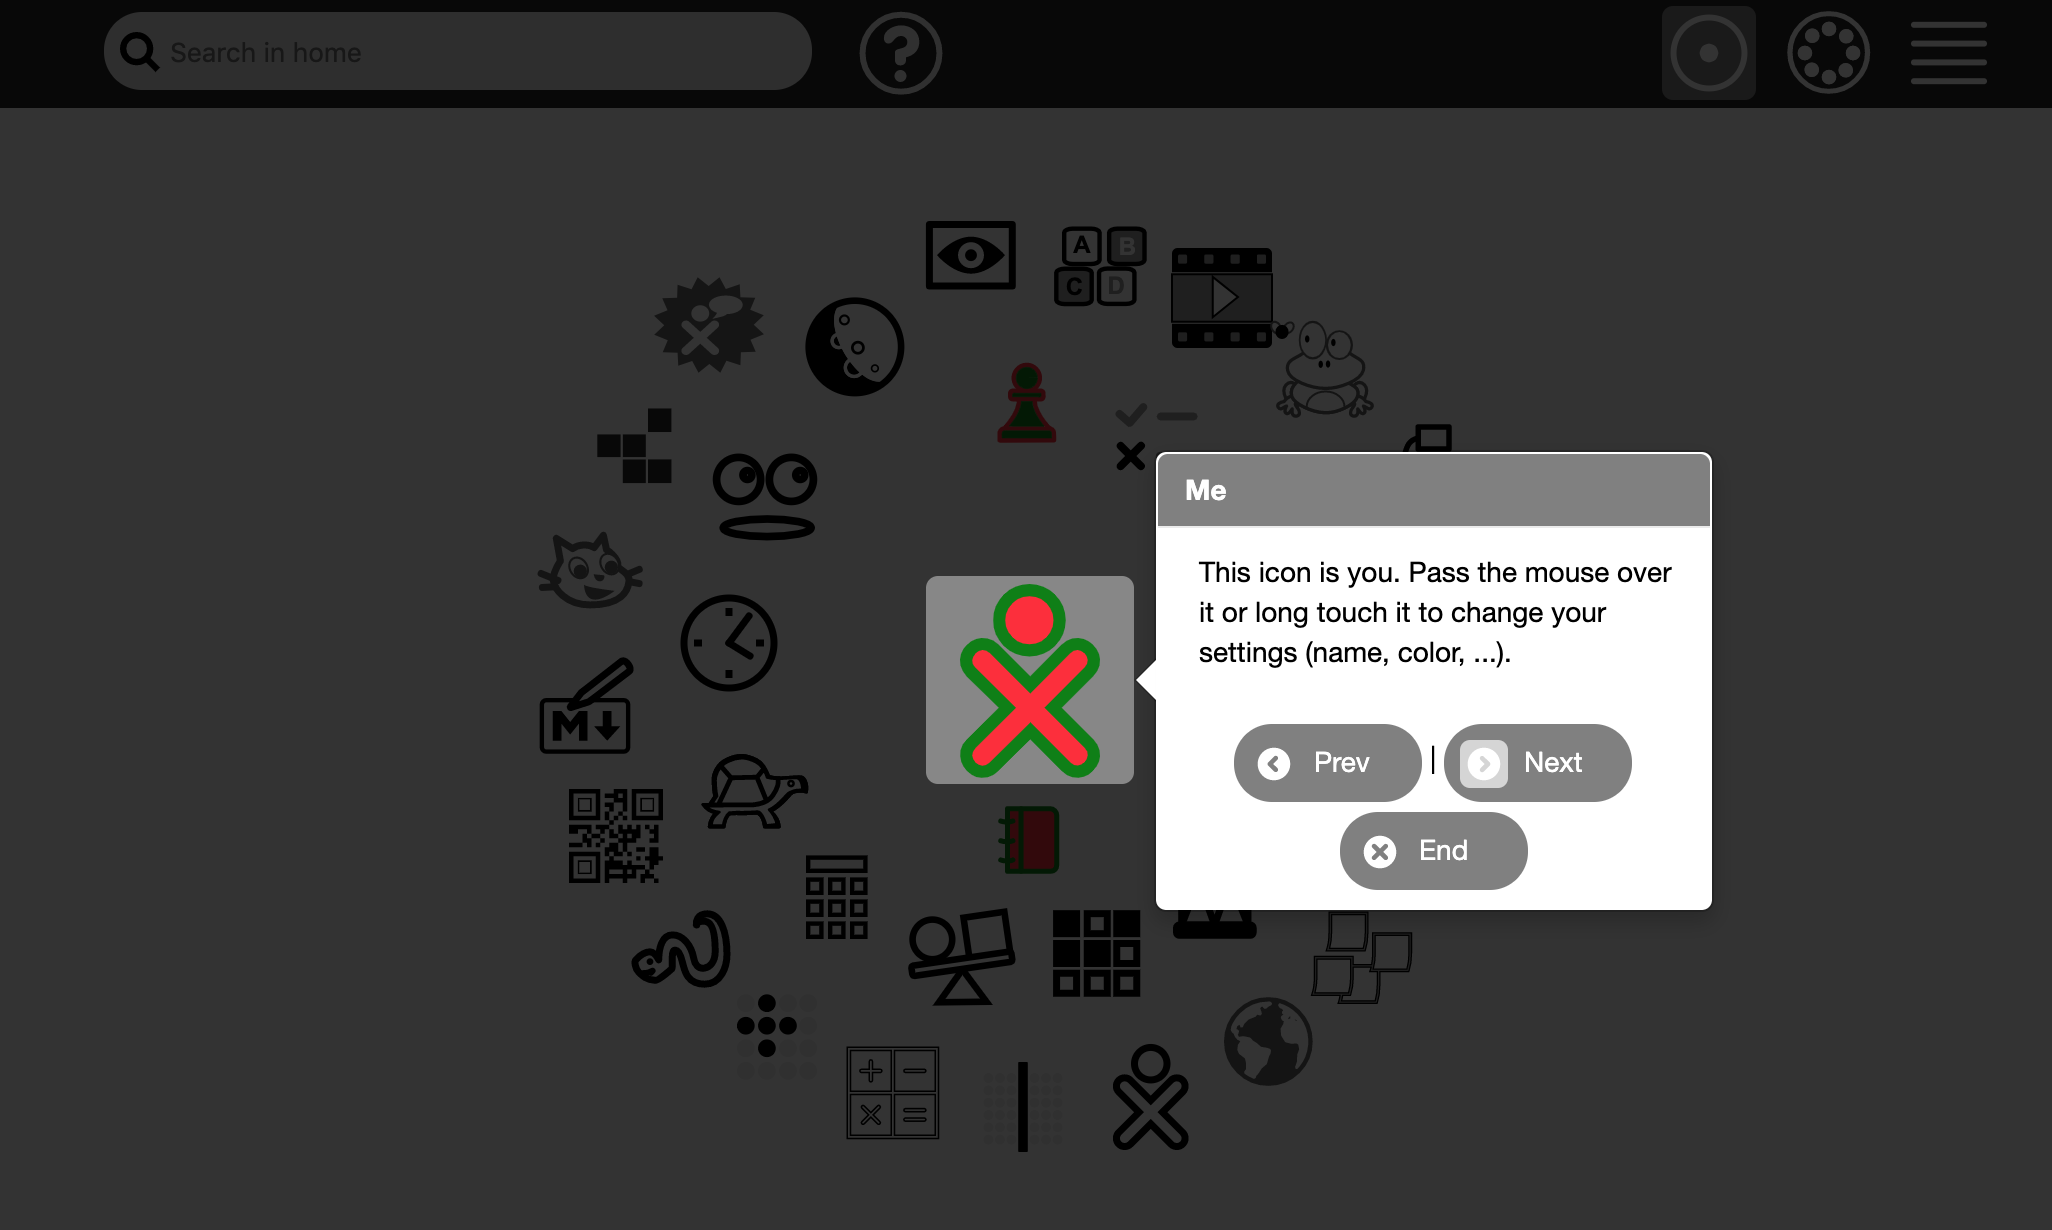 Search in home
A B
C D
Me
This icon is you. Pass the mouse over
it or long touch it to change your
settings (name, color, ...).
M
Prev | Next
End